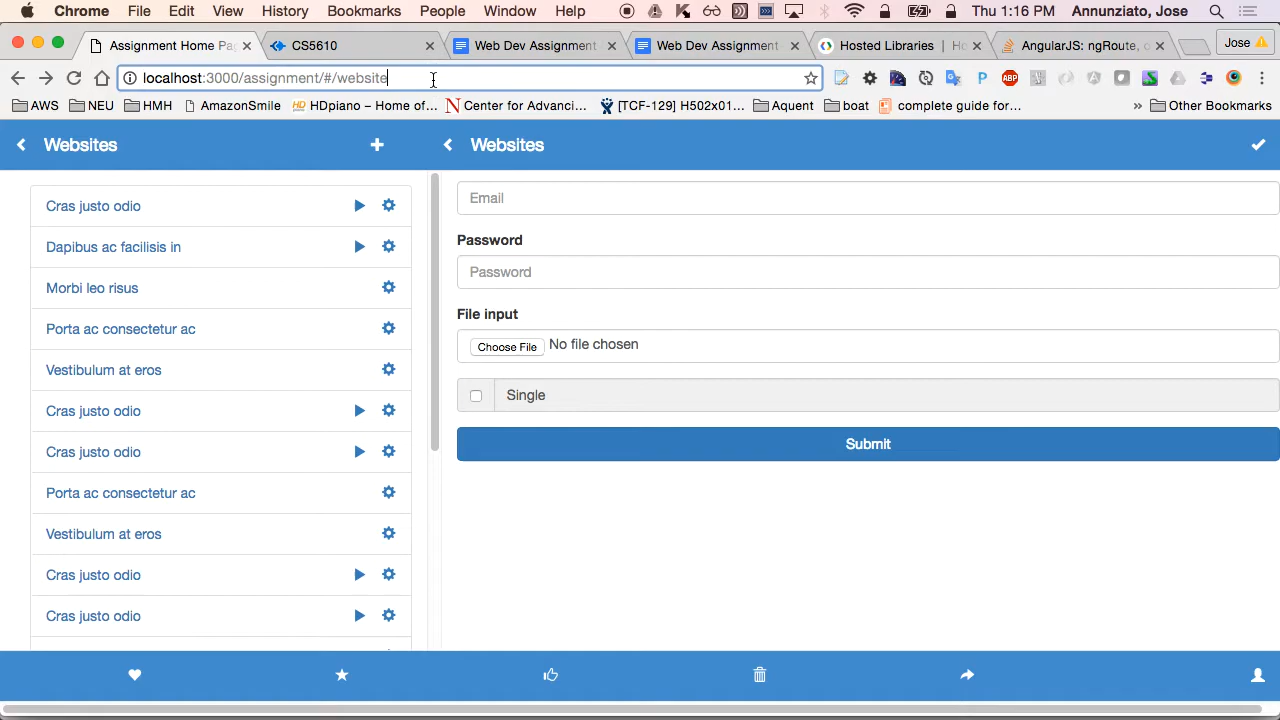 Chrome File Edit View History Bookmarks People Window Help Thu 1:16 PM Annunziato, Jose
Assignment Home Pa CS5610 Web Dev Assignment Web Dev Assignment Hosted Libraries | H AngularJS: ngRoute, Jose
localhost:3000/assignment/#/website
AWS NEU HMH AmazonSmile HD HDpiano – Home of... N Center for Advanci... [TCF-129] H502x01... Aquent boat complete guide for... » Other Bookmarks
Websites
Cras justo odio
Dapibus ac facilisis in
Morbi leo risus
Porta ac consectetur ac
Vestibulum at eros
Cras justo odio
Cras justo odio
Porta ac consectetur ac
Vestibulum at eros
Cras justo odio
Cras justo odio
Websites
Email
Password
Password
File input
Choose File No file chosen
Single
Submit